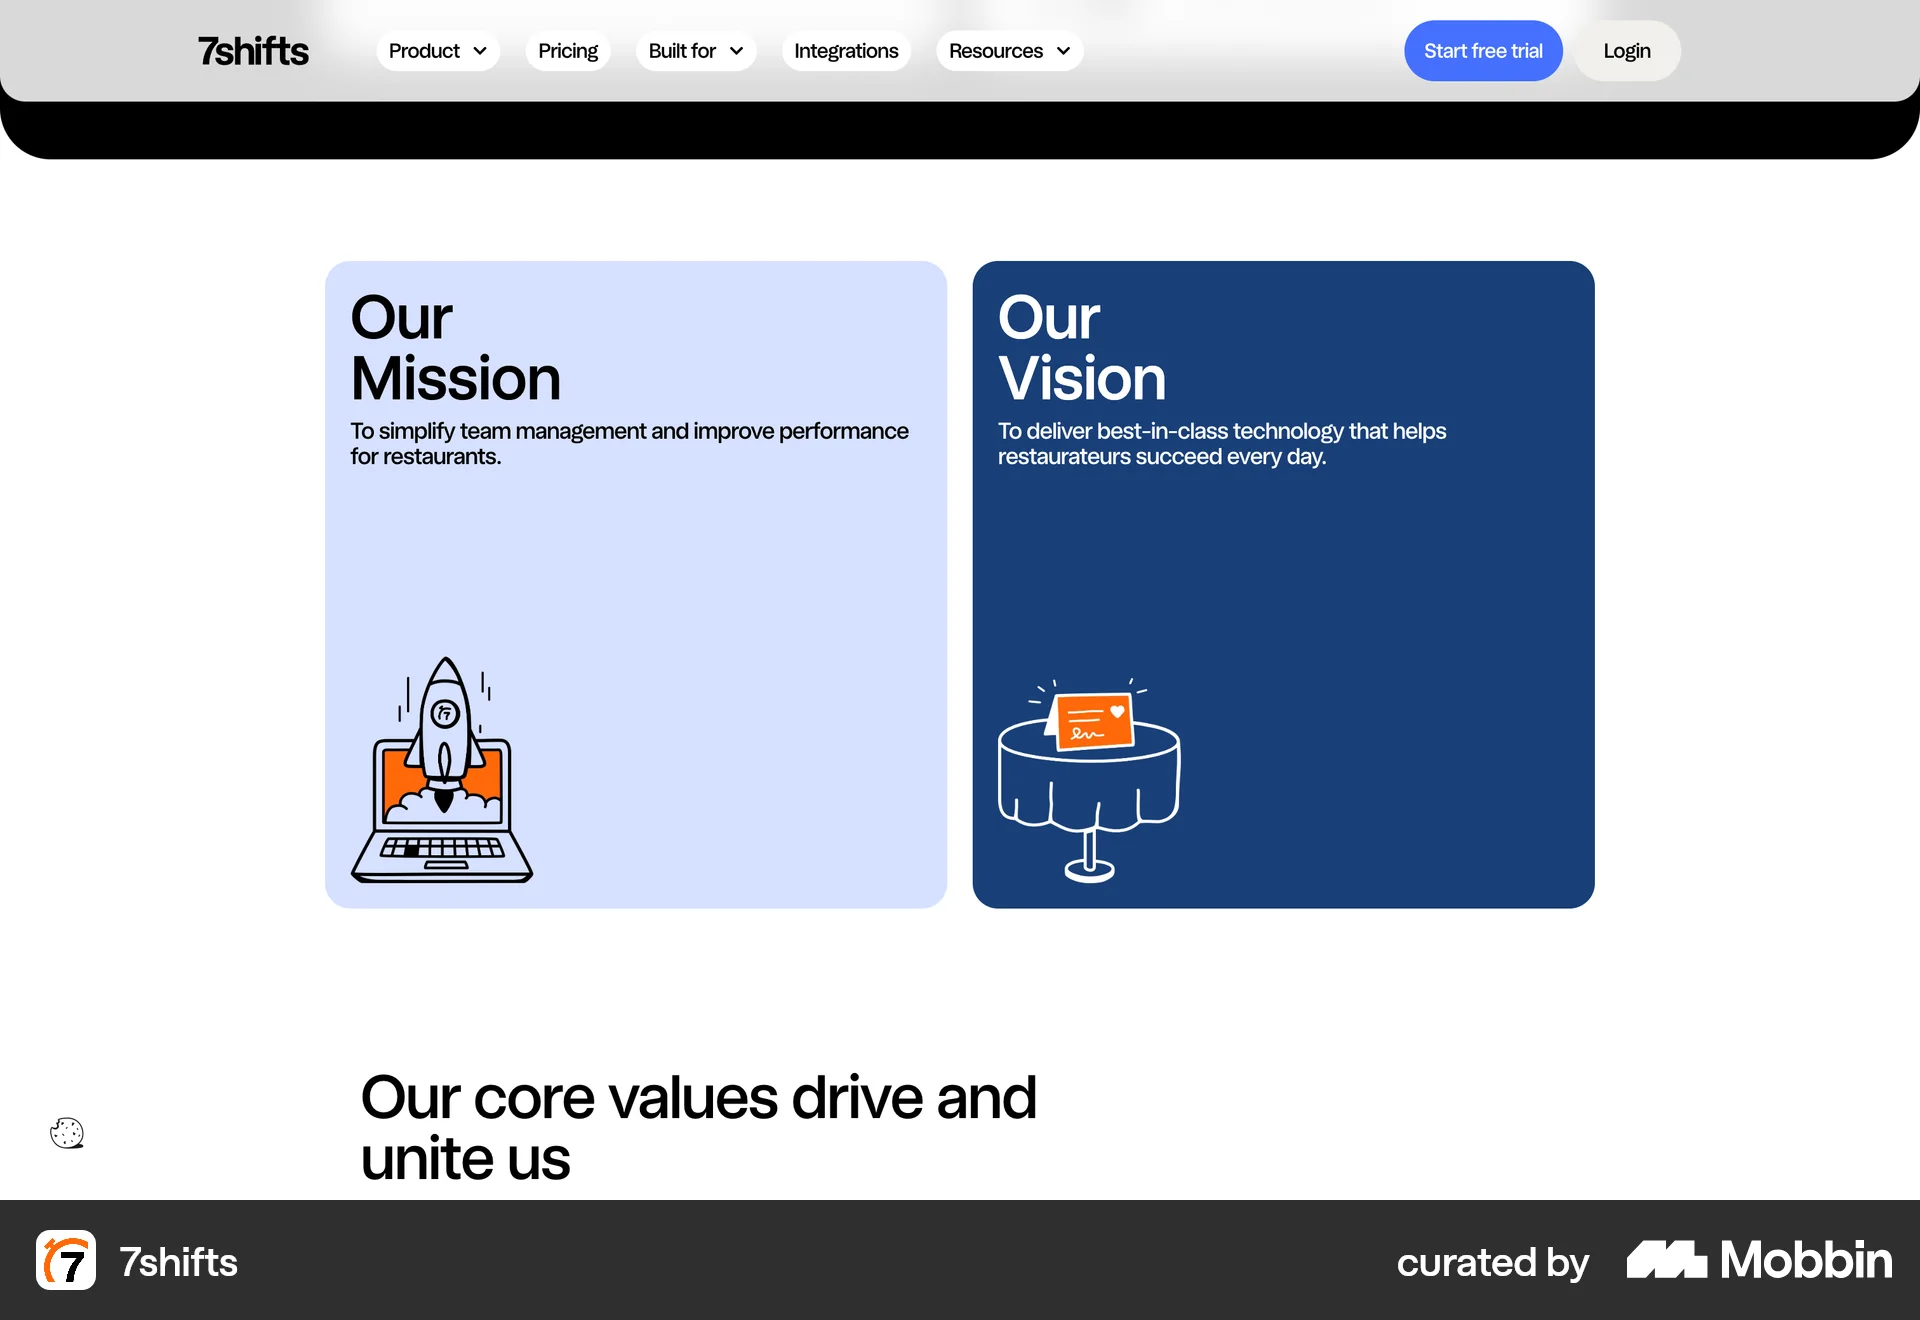 7shifts
Product
Pricing
Built for
Integrations
Resources
Start free trial
Login
Our
Mission
To simplify team management and improve performance
for restaurants.
Our
Vision
To deliver best-in-class technology that helps
restaurateurs succeed every day.
7
Our core values drive and
unite us
7
7shifts
curated by
Mobbin